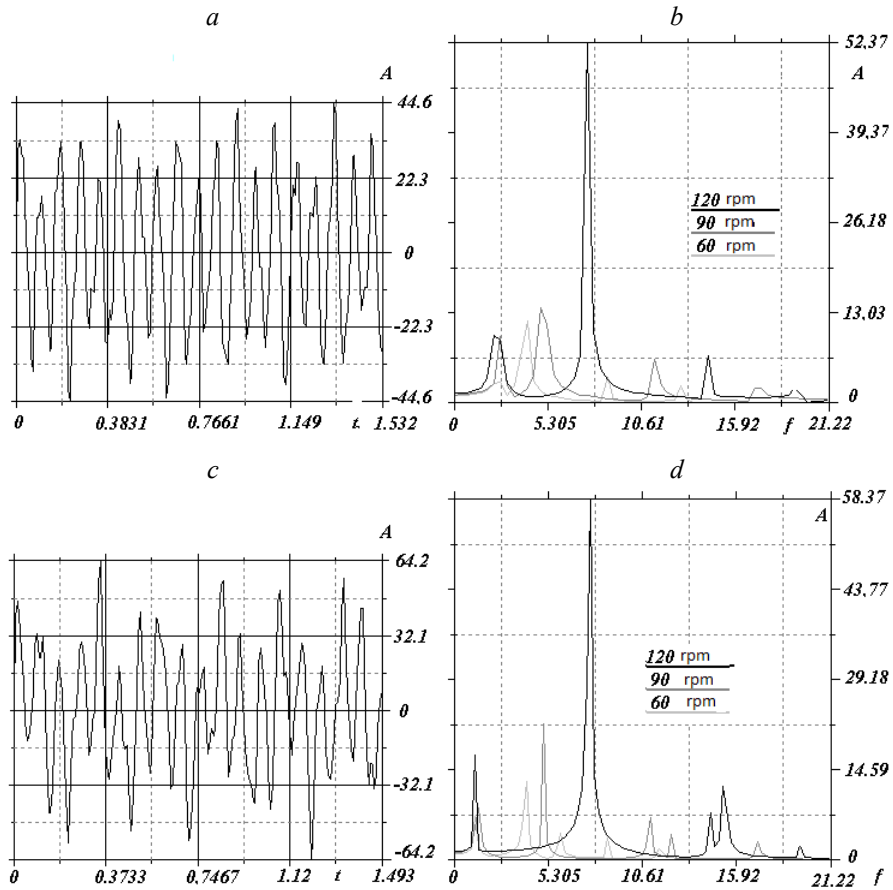 a
A
44.6
22.3
0
-22.3
-44.6
0 0.3831 0.7661 1.149 t. 1.532
b
52.37
A
39.37
26.18
13.03
0
120 rpm
90 rpm
60 rpm
0 5.305 10.61 15.92 f 21.22
c
A
64.2
32.1
0
-32.1
-64.2
0 0.3733 0.7467 1.12 t 1.493
d
58.37
A
43.77
29.18
14.59
0
120 rpm
90 rpm
60 rpm
0 5.305 10.61 15.92 21.22 f